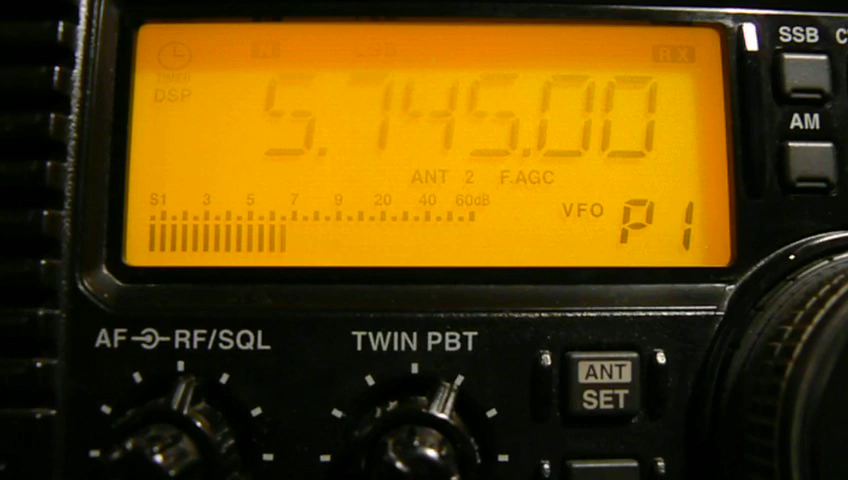 SSB
TIMER
RX
DSP
5.745.00
AM
ANT 2 F.AGC
S1 3 5 7 9 20 40 60dB
VFO P1
AF RF/SQL
TWIN PBT
ANT
SET